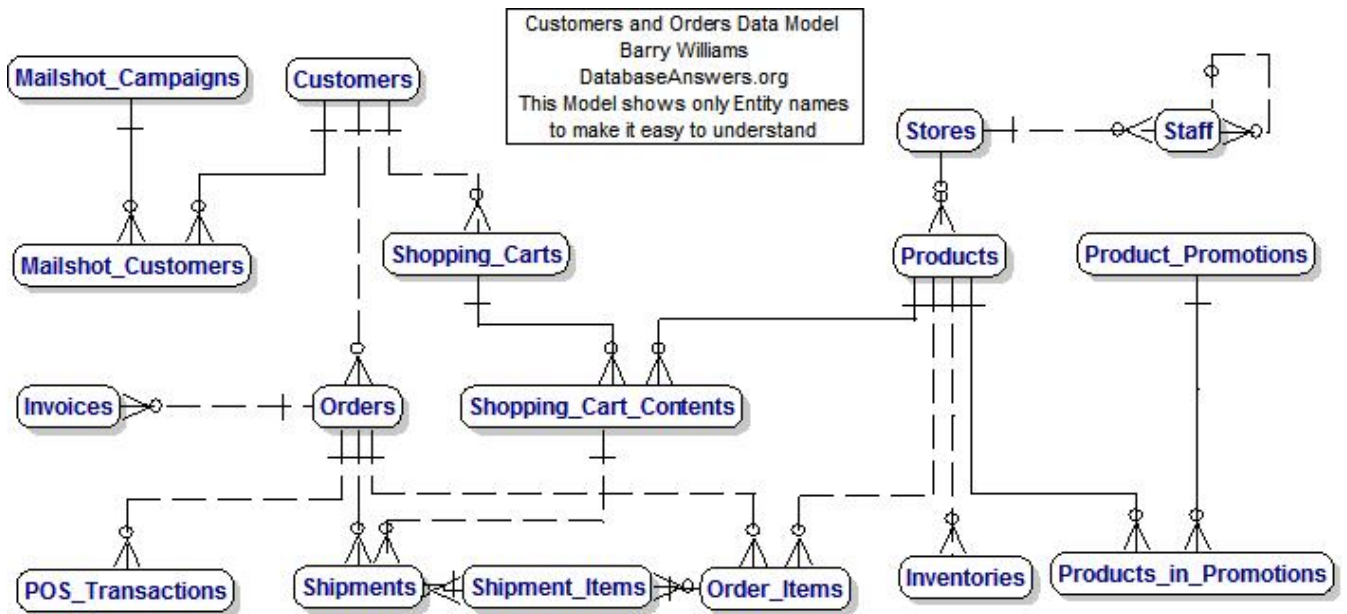 Customers and Orders Data Model
Barry Williams
DatabaseAnswers.org
This Model shows only Entity names
to make it easy to understand
Mailshot_Campaigns
Customers
Stores
Staff
Mailshot_Customers
Shopping_Carts
Products
Product_Promotions
Invoices
Orders
Shopping_Cart_Contents
POS_Transactions
Shipments
Shipment_Items
Order_Items
Inventories
Products_in_Promotions